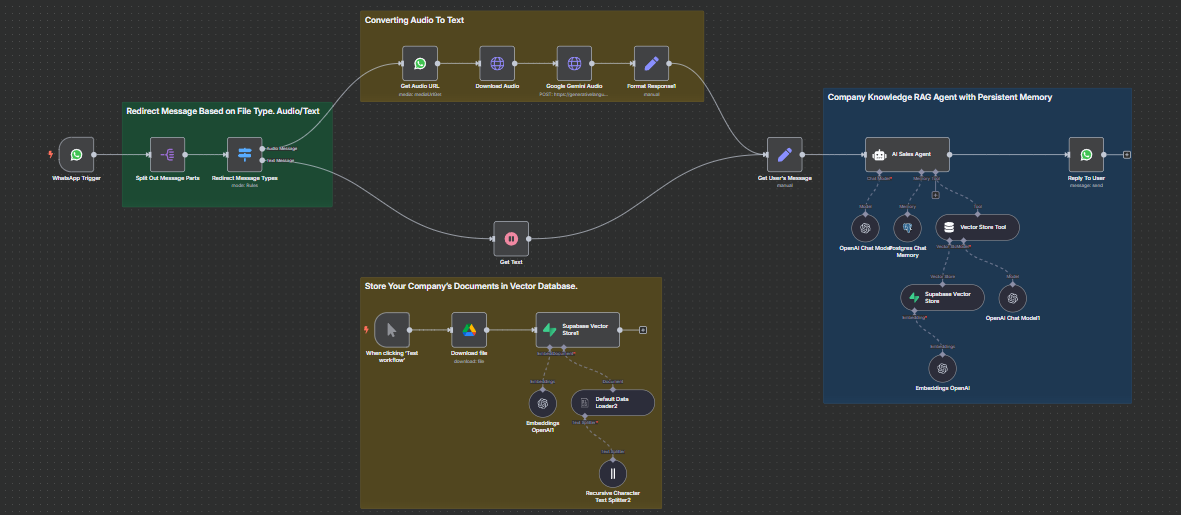 Converting Audio To Text
Get Audio URL
media: mediaUrlGet
Download Audio
Google Gemini Audio
POST: https://generativelangu...
Format Response1
manual
Redirect Message Based on File Type. Audio/Text
WhatsApp Trigger
Split Out Message Parts
Redirect Message Types
mode: Rules
Audio Message
Text Message
Get Text
Get User's Message
manual
Company Knowledge RAG Agent with Persistent Memory
AI Sales Agent
Chat Model*
Memory
Tool
Reply To User
message: send
Model
Memory
Tool
OpenAI Chat Model
Postgres Chat
Memory
Vector Store Tool
Vector Store
Model
Supabase Vector
Store
OpenAI Chat Model1
Embedding*
Embeddings
Embeddings OpenAI
Store Your Company's Documents in Vector Database.
When clicking 'Test
workflow'
Download file
download: file
Supabase Vector
Store1
Embeddings
Document
Embeddings
OpenAI1
Default Data
Loader2
Text Splitter*
Text Splitter
Recursive Character
Text Splitter2